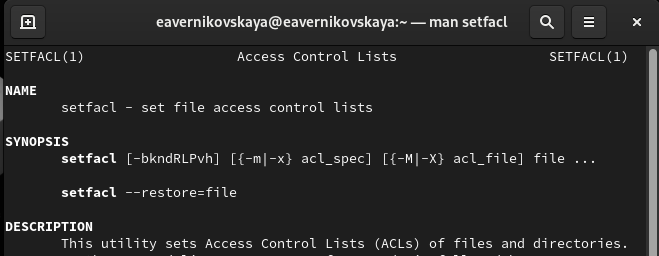 eavernikovskaya@eavernikovskaya:~ — man setfacl
SETFACL(1) Access Control Lists SETFACL(1)
NAME
setfacl - set file access control lists
SYNOPSIS
setfacl [-bkndRLPvh] [{-m|-x} acl_spec] [{-M|-X} acl_file] file ...
setfacl --restore=file
DESCRIPTION
This utility sets Access Control Lists (ACLs) of files and directories.